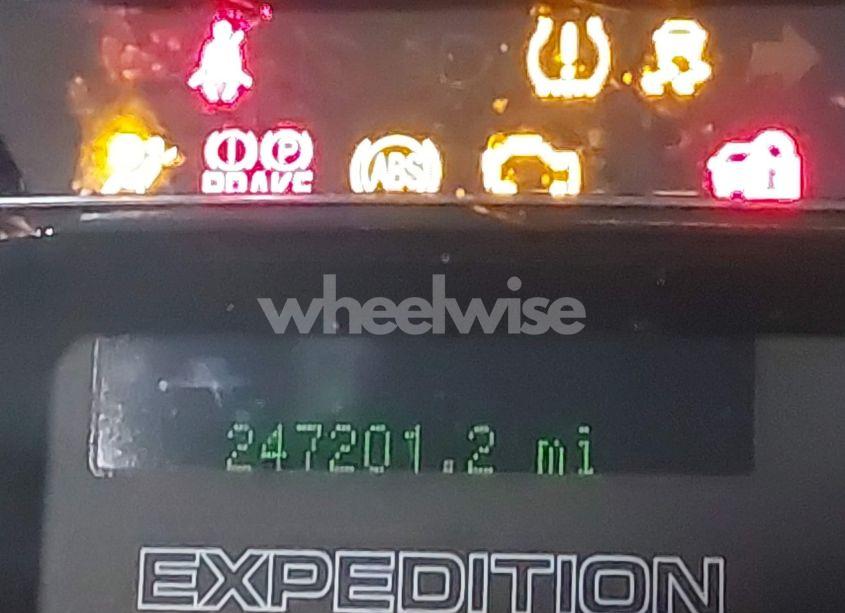 P
BRAKE
ABS
wheelwise
247201.2 mi
EXPEDITION